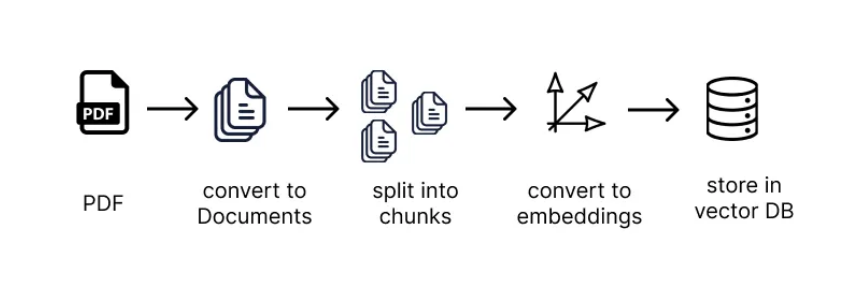 PDF
PDF
convert to
Documents
split into
chunks
convert to
embeddings
store in
vector DB